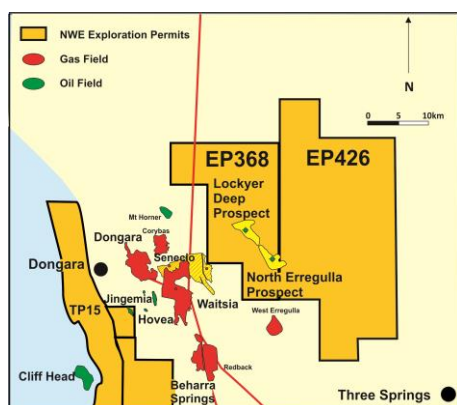 NWE Exploration Permits
Gas Field
Oil Field
N
0 5 10km
EP368
EP426
Lockyer
Deep
Prospect
Mt Horner
Corybas
Dongara
Senecio
Dongara
North Erregulla
Prospect
Jingemia
Waitsia
TP15
Hovea
West Erregulla
Redback
Cliff Head
Beharra
Springs
Three Springs